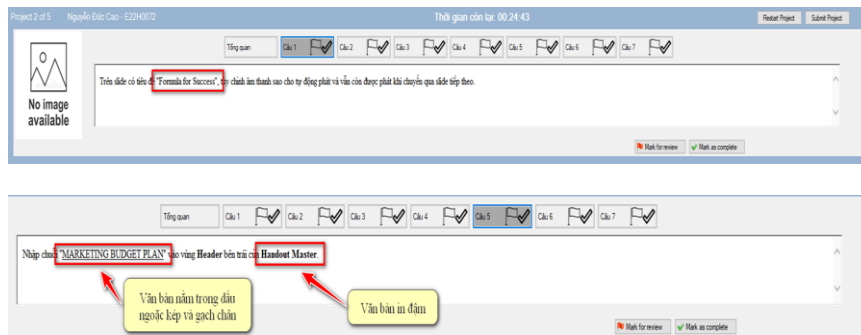 Project 2 of 5 Nguyễn Đức Cao - E22H0072 Thời gian còn lại: 00:24:43 Restart Project Submit Project
Tổng quan Câu 1 Câu 2 Câu 3 Câu 4 Câu 5 Câu 6 Câu 7
Trên slide có tiêu đề "Formula for Success", tùy chỉnh âm thanh sao cho tự động phát và vẫn còn được phát khi chuyển qua slide tiếp theo.
No image
available
Mark for review Mark as complete
Tổng quan Câu 1 Câu 2 Câu 3 Câu 4 Câu 5 Câu 6 Câu 7
Nhập chuỗi "MARKETING BUDGET PLAN" vào vùng Header bên trái của Handout Master.
Văn bản nằm trong dấu
ngoặc kép và gạch chân
Văn bản in đậm
Mark for review Mark as complete